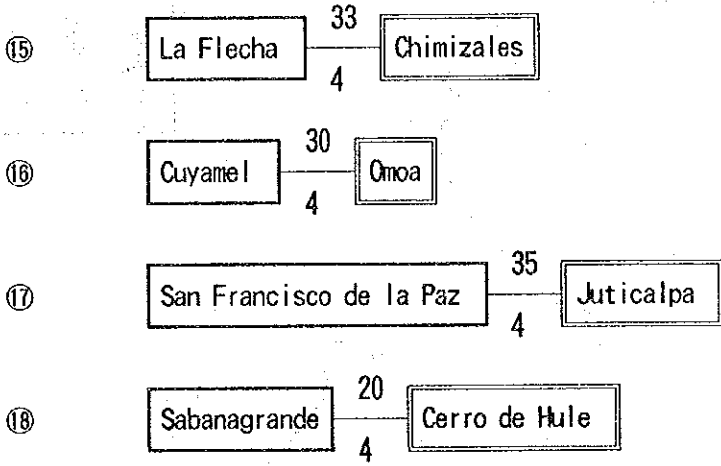 33
⑮ La Flecha Chimizales
4
30
⑯ Cuyamel Omoa
4
35
⑰ San Francisco de la Paz Juticalpa
4
20
⑱ Sabanagrande Cerro de Hule
4